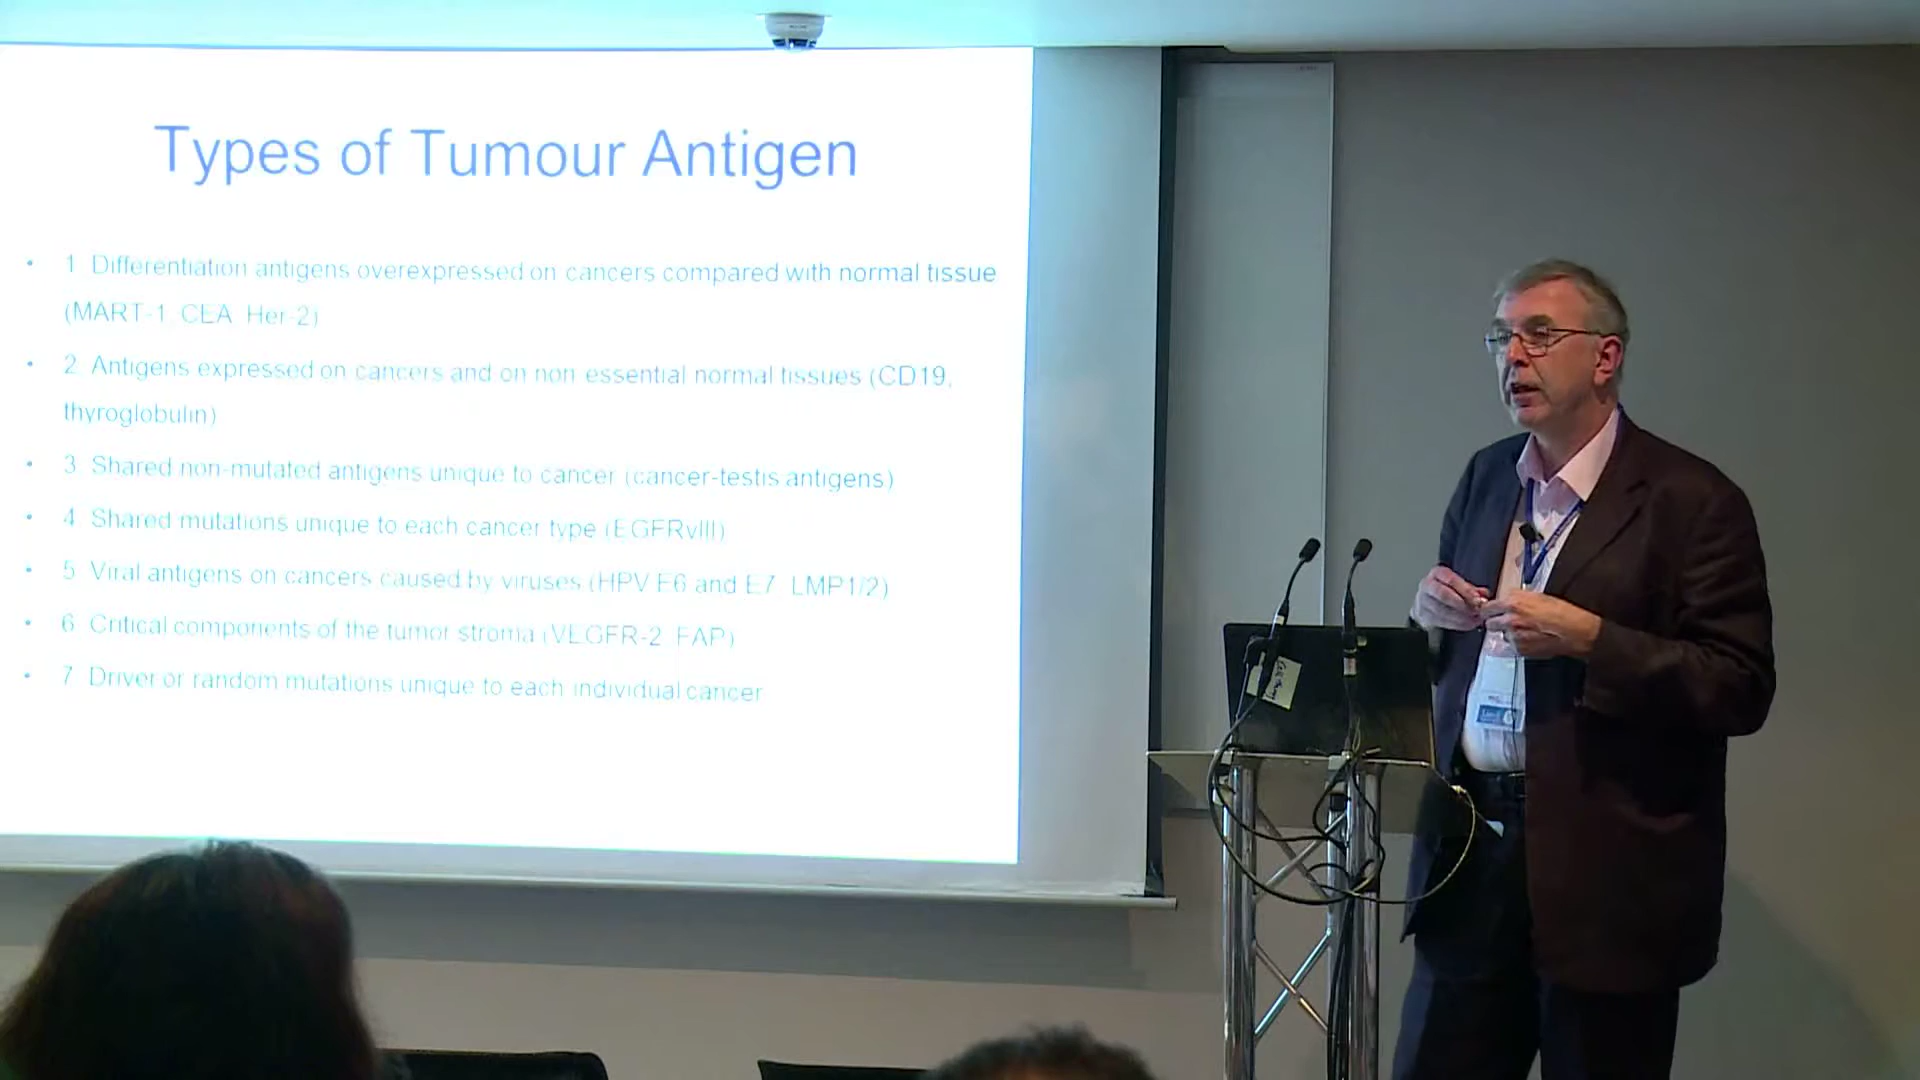 Types of Tumour Antigen
• 1 Differentiation antigens overexpressed on cancers compared with normal tissue
(MART-1, CEA Her-2)
• 2 Antigens expressed on cancers and on non essential normal tissues (CD19,
thyroglobulin)
• 3 Shared non-mutated antigens unique to cancer (cancer-testis antigens)
• 4 Shared mutations unique to each cancer type (EGFRvIII)
• 5 Viral antigens on cancers caused by viruses (HPV E6 and E7 LMP1/2)
• 6 Critical components of the tumor stroma (VEGFR-2 FAP)
• 7 Driver or random mutations unique to each individual cancer